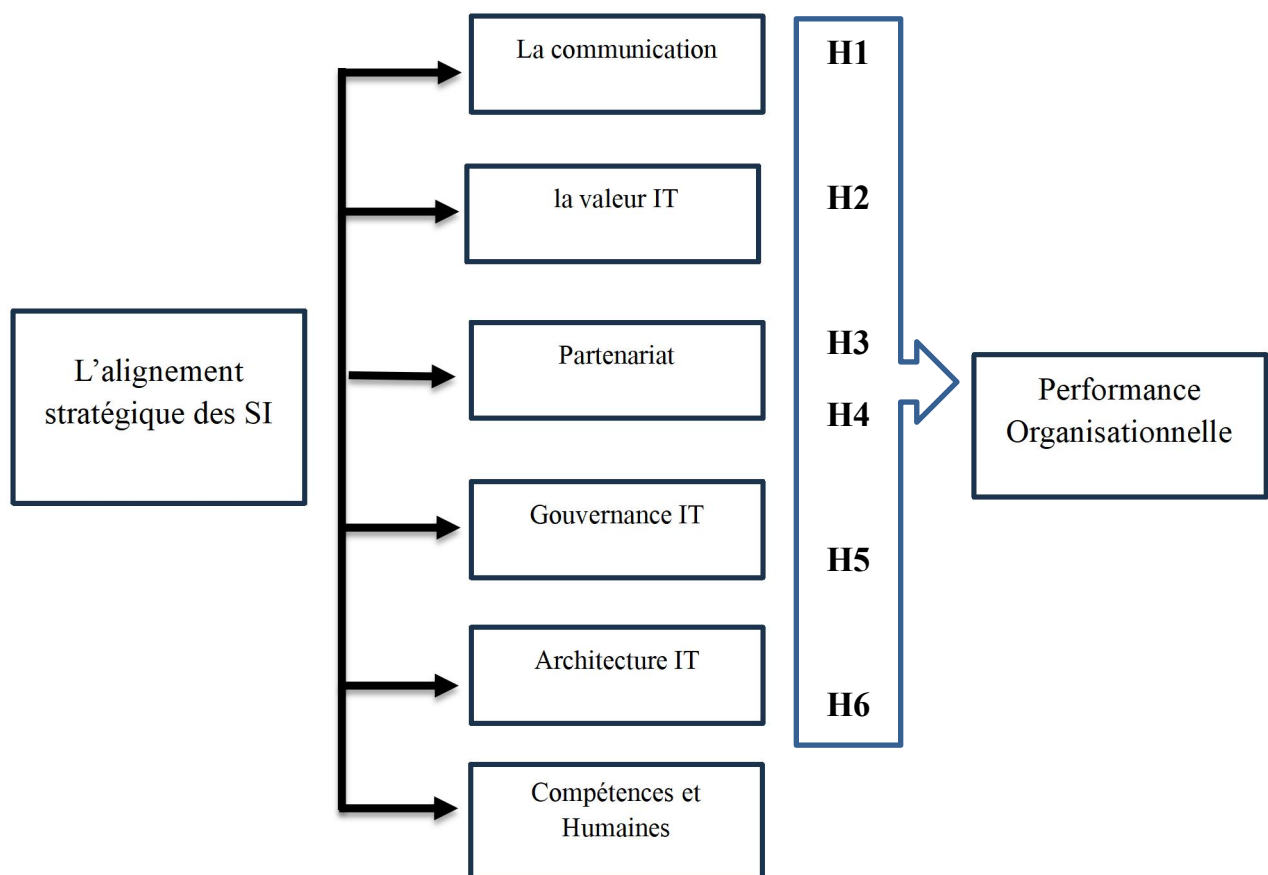 La communication
la valeur IT
Partenariat
Gouvernance IT
Architecture IT
Compétences et
Humaines
L’alignement
stratégique des SI
H1
H2
H3
H4
H5
H6
Performance
Organisationnelle